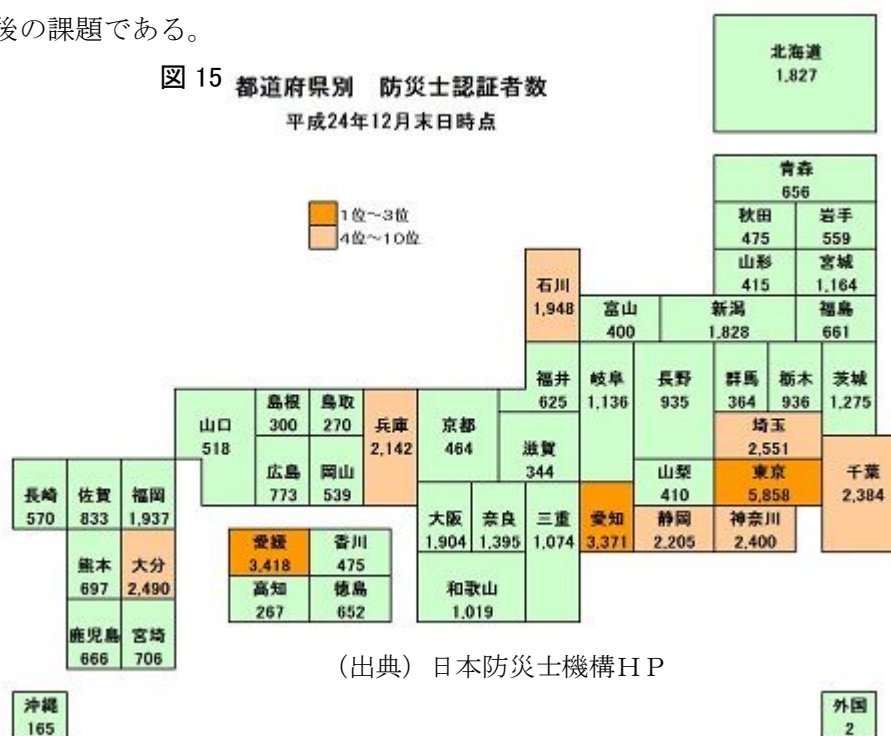 後の課題である。
図 15 都道府県別 防災士認証者数
平成24年12月末日時点
1位～3位
4位～10位
北海道
1,827
青森
656
秋田
475
岩手
559
山形
415
宮城
1,164
石川
1,948
富山
400
新潟
1,828
福島
661
福井
625
岐阜
1,136
長野
935
群馬
364
栃木
936
茨城
1,275
山口
518
島根
300
鳥取
270
兵庫
2,142
京都
464
滋賀
344
埼玉
2,551
広島
773
岡山
539
山梨
410
東京
5,858
千葉
2,384
長崎
570
佐賀
833
福岡
1,937
大阪
1,904
奈良
1,395
三重
1,074
愛知
3,371
静岡
2,205
神奈川
2,400
愛媛
3,418
香川
475
熊本
697
大分
2,490
高知
267
徳島
652
和歌山
1,019
鹿児島
666
宮崎
706
（出典）日本防災士機構ＨＰ
沖縄
165
外国
2